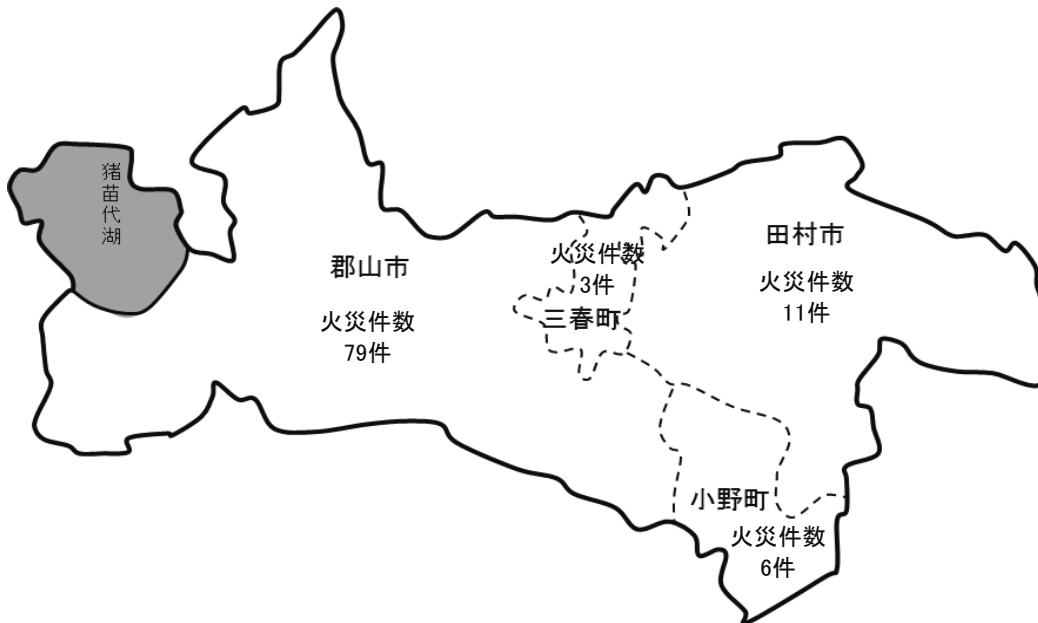 猪苗代湖
郡山市
火災件数
79件
火災件数
3件
三春町
田村市
火災件数
11件
小野町
火災件数
6件